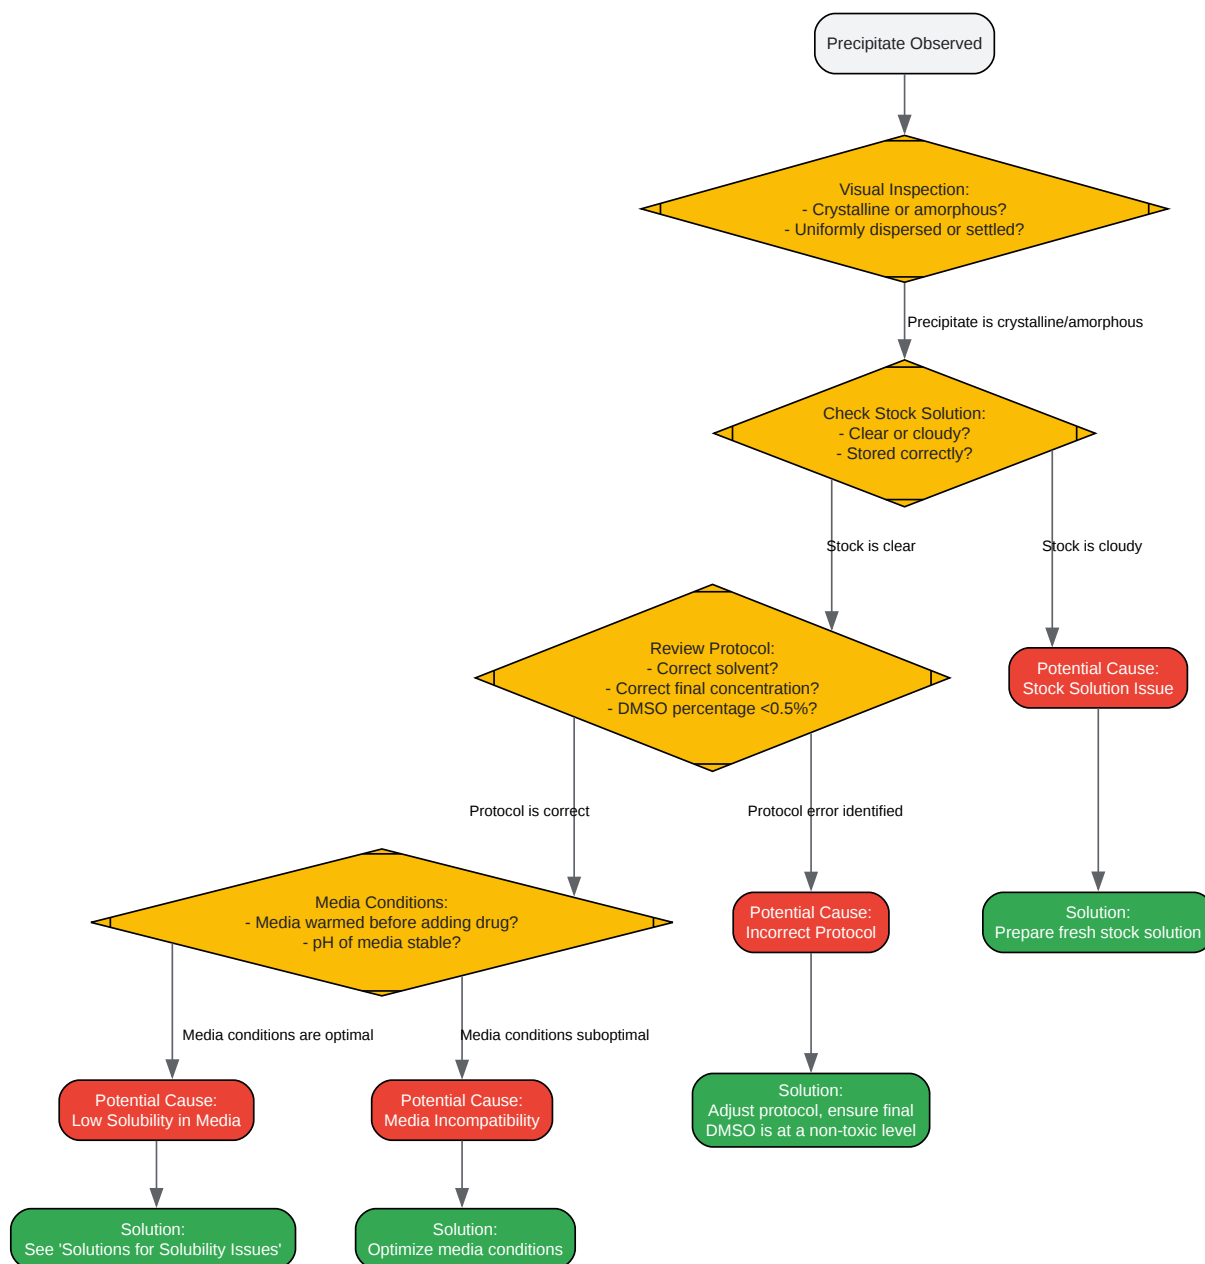 Precipitate Observed
Visual Inspection:
- Crystalline or amorphous?
- Uniformly dispersed or settled?
Precipitate is crystalline/amorphous
Check Stock Solution:
- Clear or cloudy?
- Stored correctly?
Stock is clear
Stock is cloudy
Review Protocol:
- Correct solvent?
- Correct final concentration?
- DMSO percentage <0.5%?
Potential Cause:
Stock Solution Issue
Protocol is correct
Protocol error identified
Media Conditions:
- Media warmed before adding drug?
- pH of media stable?
Potential Cause:
Incorrect Protocol
Solution:
Prepare fresh stock solution
Media conditions are optimal
Media conditions suboptimal
Potential Cause:
Low Solubility in Media
Potential Cause:
Media Incompatibility
Solution:
Adjust protocol, ensure final
DMSO is at a non-toxic level
Solution:
See 'Solutions for Solubility Issues'
Solution:
Optimize media conditions